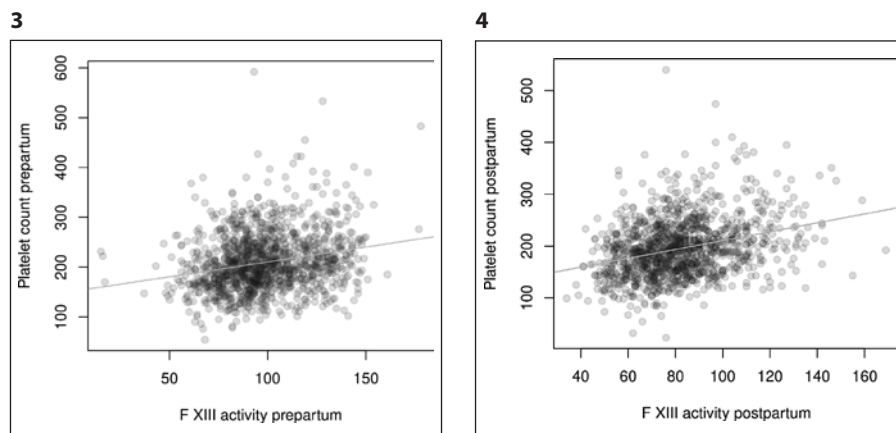 3
600
500
400
300
200
100
Platelet count prepartum
50 100 150
F XIII activity prepartum
4
500
400
300
200
100
Platelet count postpartum
40 60 80 100 120 140 160
F XIII activity postpartum